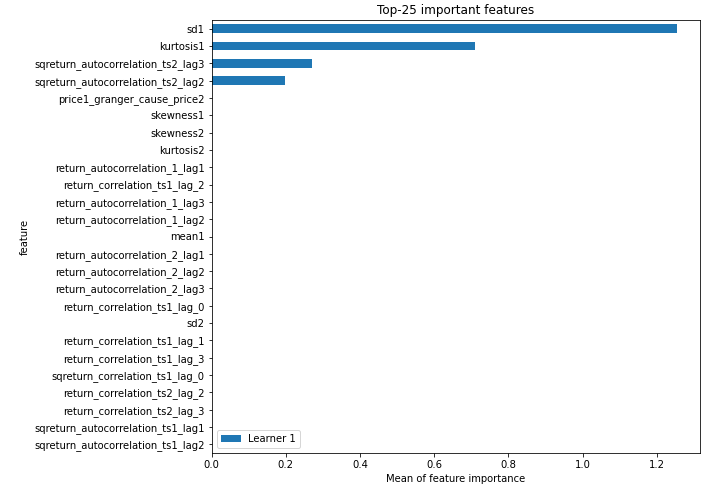 Top-25 important features
sd1
kurtosis1
sqreturn_autocorrelation_ts2_lag3
sqreturn_autocorrelation_ts2_lag2
price1_granger_cause_price2
skewness1
skewness2
kurtosis2
return_autocorrelation_1_lag1
return_correlation_ts1_lag_2
return_autocorrelation_1_lag3
return_autocorrelation_1_lag2
mean1
return_autocorrelation_2_lag1
return_autocorrelation_2_lag2
return_autocorrelation_2_lag3
return_correlation_ts1_lag_0
sd2
return_correlation_ts1_lag_1
return_correlation_ts1_lag_3
sqreturn_correlation_ts1_lag_0
return_correlation_ts2_lag_2
return_correlation_ts2_lag_3
sqreturn_autocorrelation_ts1_lag1
sqreturn_autocorrelation_ts1_lag2
feature
Learner 1
0.0 0.2 0.4 0.6 0.8 1.0 1.2
Mean of feature importance